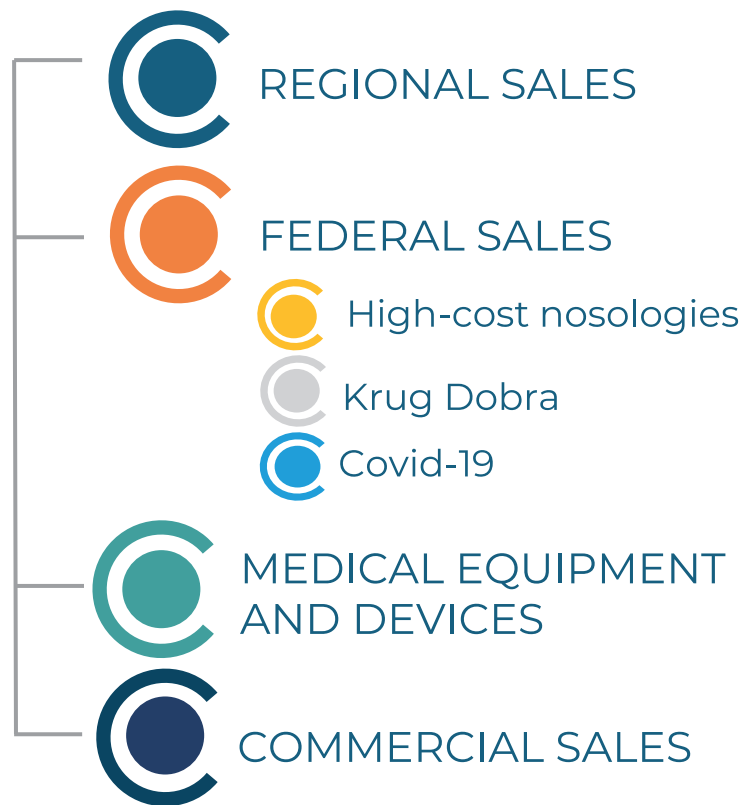 REGIONAL SALES
FEDERAL SALES
High-cost nosologies
Krug Dobra
Covid-19
MEDICAL EQUIPMENT
AND DEVICES
COMMERCIAL SALES